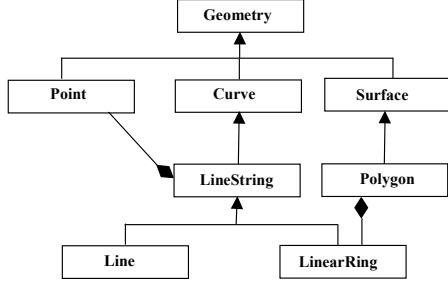 Geometry
Point
Curve
Surface
LineString
Polygon
Line
LinearRing